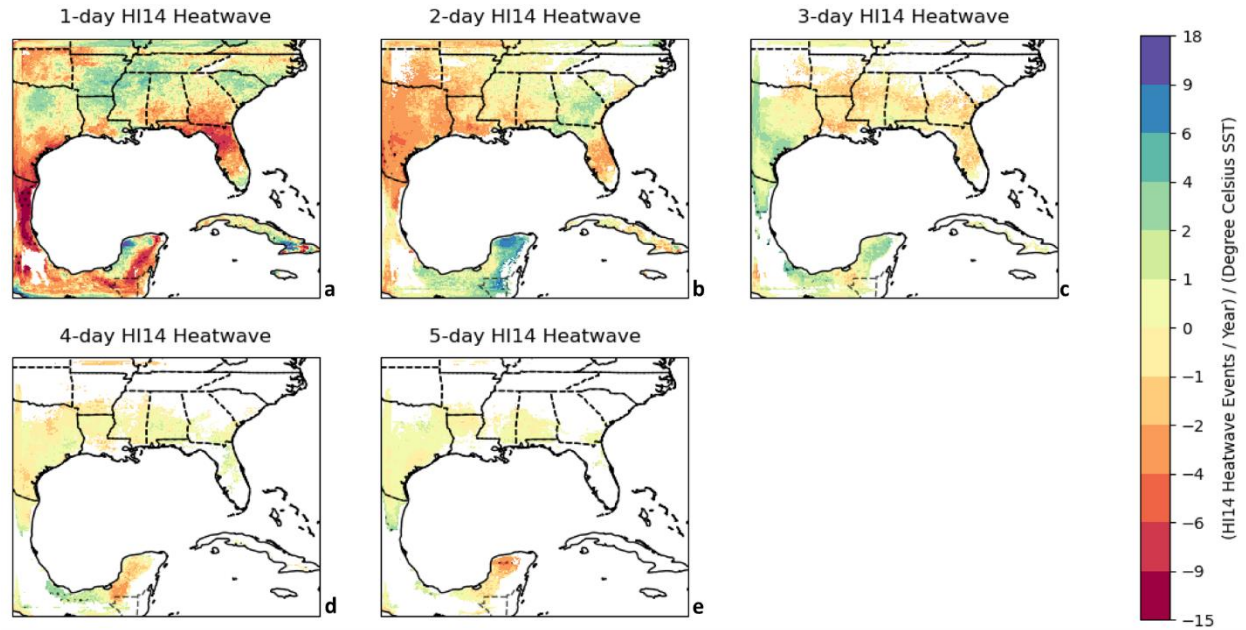 1-day HI14 Heatwave
2-day HI14 Heatwave
3-day HI14 Heatwave
a
b
c
4-day HI14 Heatwave
5-day HI14 Heatwave
d
e
18
9
6
4
2
1
0
−1
−2
−4
−6
−9
−15
(HI14 Heatwave Events / Year) / (Degree Celsius SST)